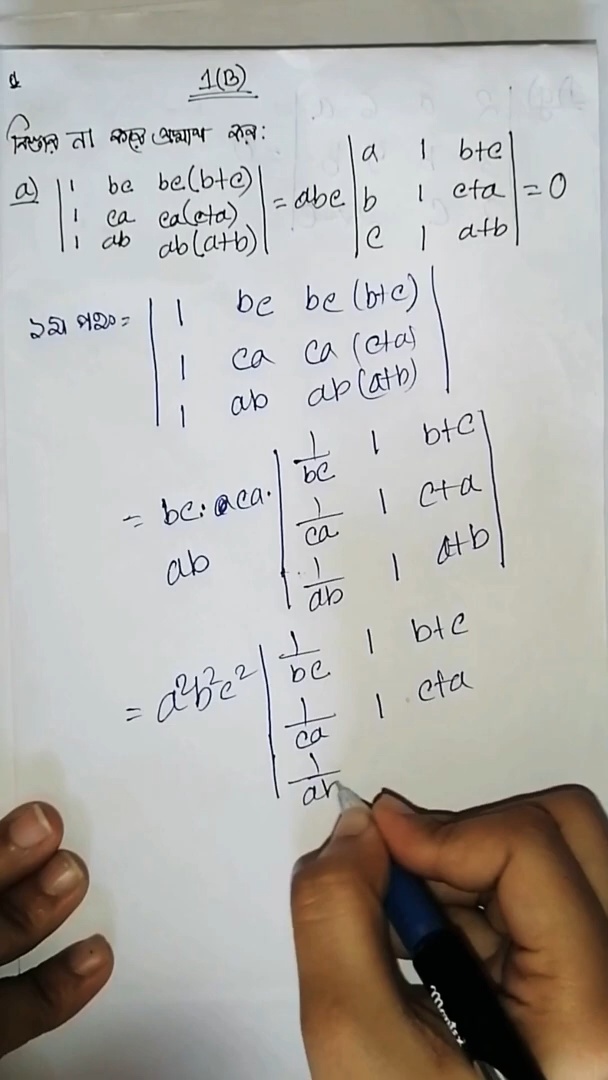 1(B)
বিস্তার না করে প্রমাণ কর:
a) | 1 bc bc(b+c) | = abc | a 1 b+c | = 0
| 1 ca ca(c+a) | | b 1 c+a |
| 1 ab ab(a+b) | | c 1 a+b |
১ম পক্ষ = | 1 bc bc (b+c) |
| 1 ca ca (c+a) |
| 1 ab ab (a+b) |
= bc. ca. ab | 1/bc 1 b+c |
| 1/ca 1 c+a |
| 1/ab 1 a+b |
= a²b²c² | 1/bc 1 b+c
| 1/ca 1 c+a
| 1/ab
Montex